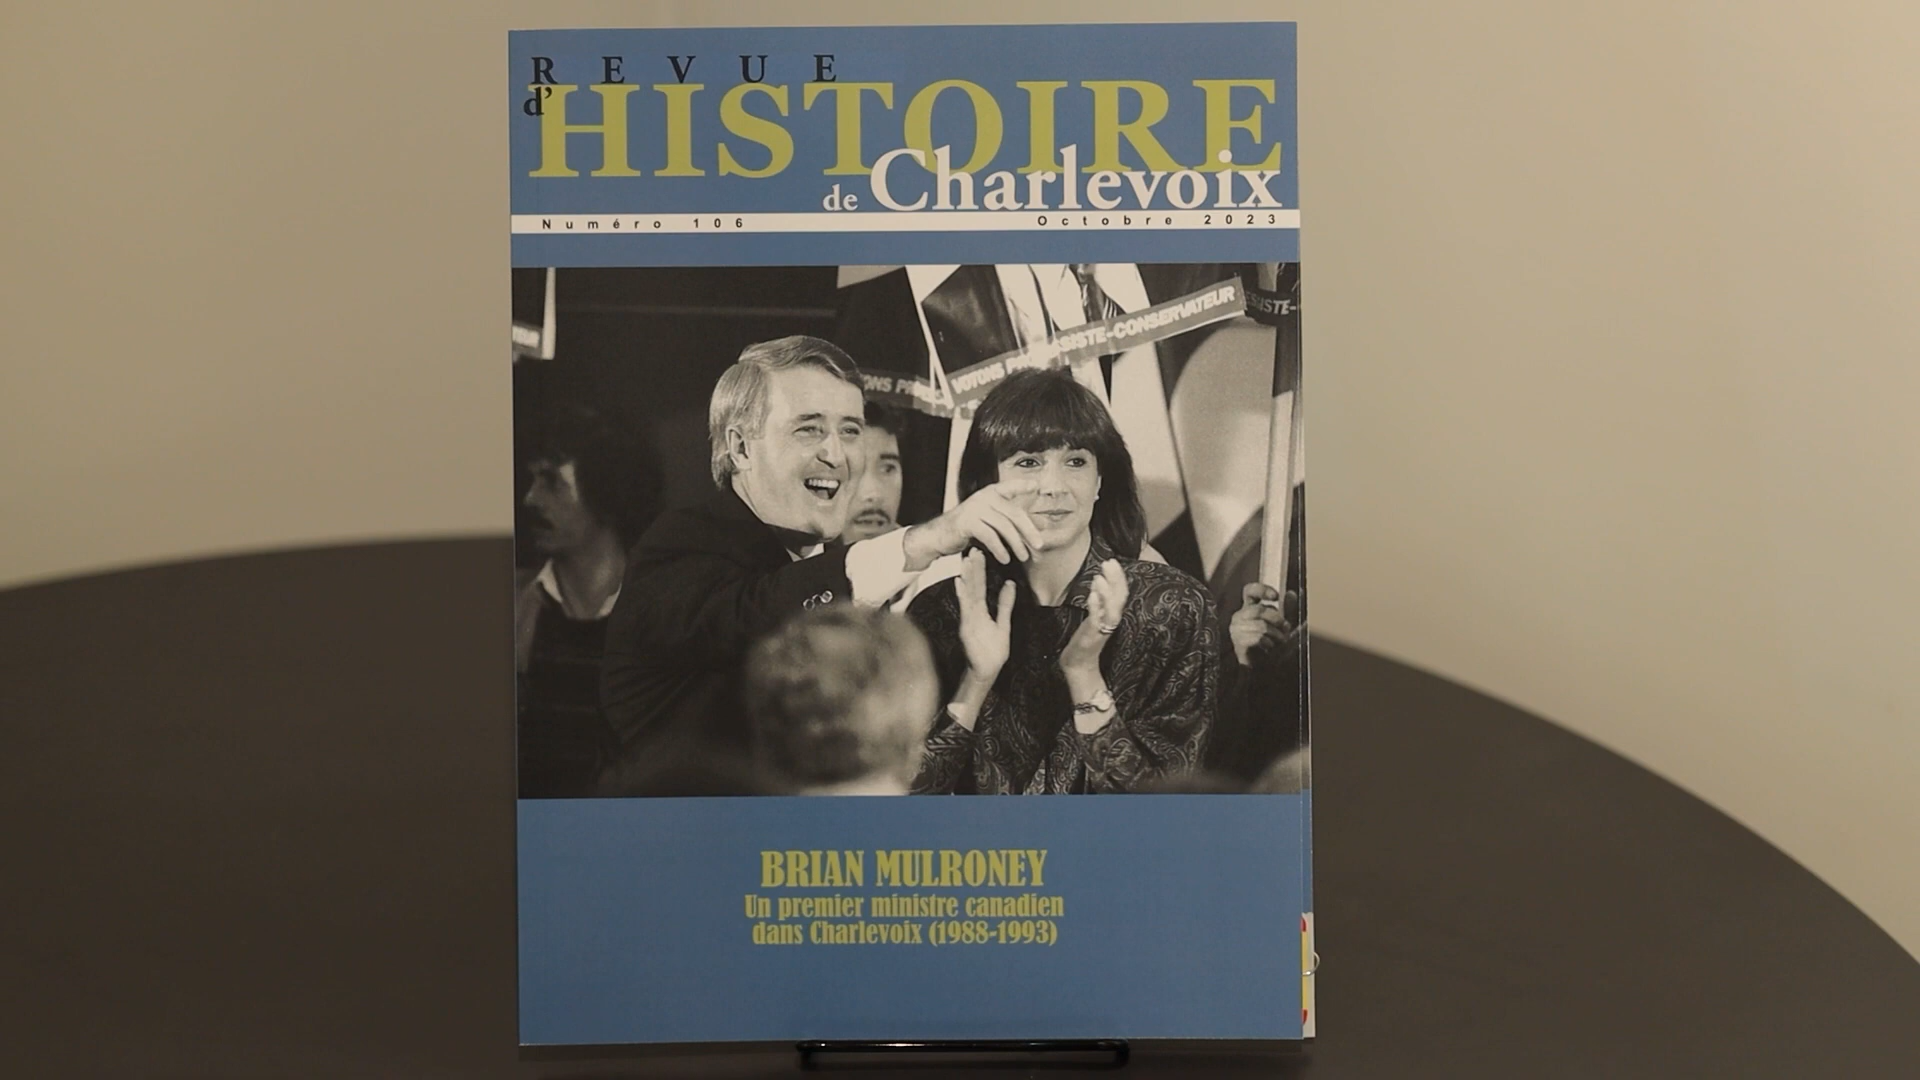 REVUE
d'HISTOIRE
de Charlevoix
Numéro 106
Octobre 2023
VOTONS PROGRESSISTE-CONSERVATEUR
BRIAN MULRONEY
Un premier ministre canadien
dans Charlevoix (1988-1993)